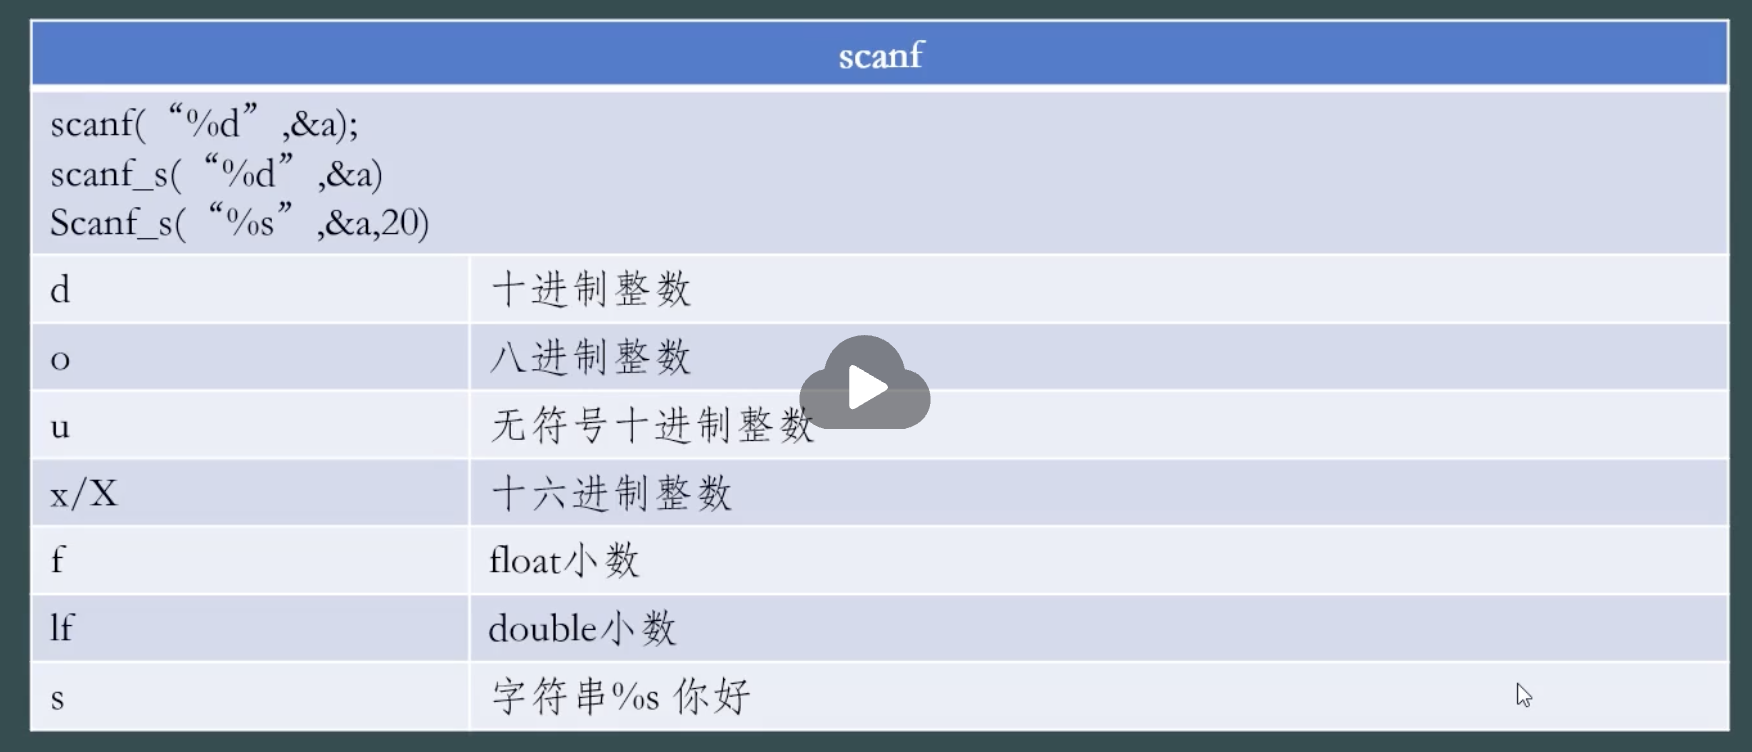 scanf
scanf( “%d” ,&a);
scanf_s( “%d” ,&a)
Scanf_s( “%s” ,&a,20)
d 十进制整数
o 八进制整数
u 无符号十进制整数
x/X 十六进制整数
f float小数
lf double小数
s 字符串%s 你好